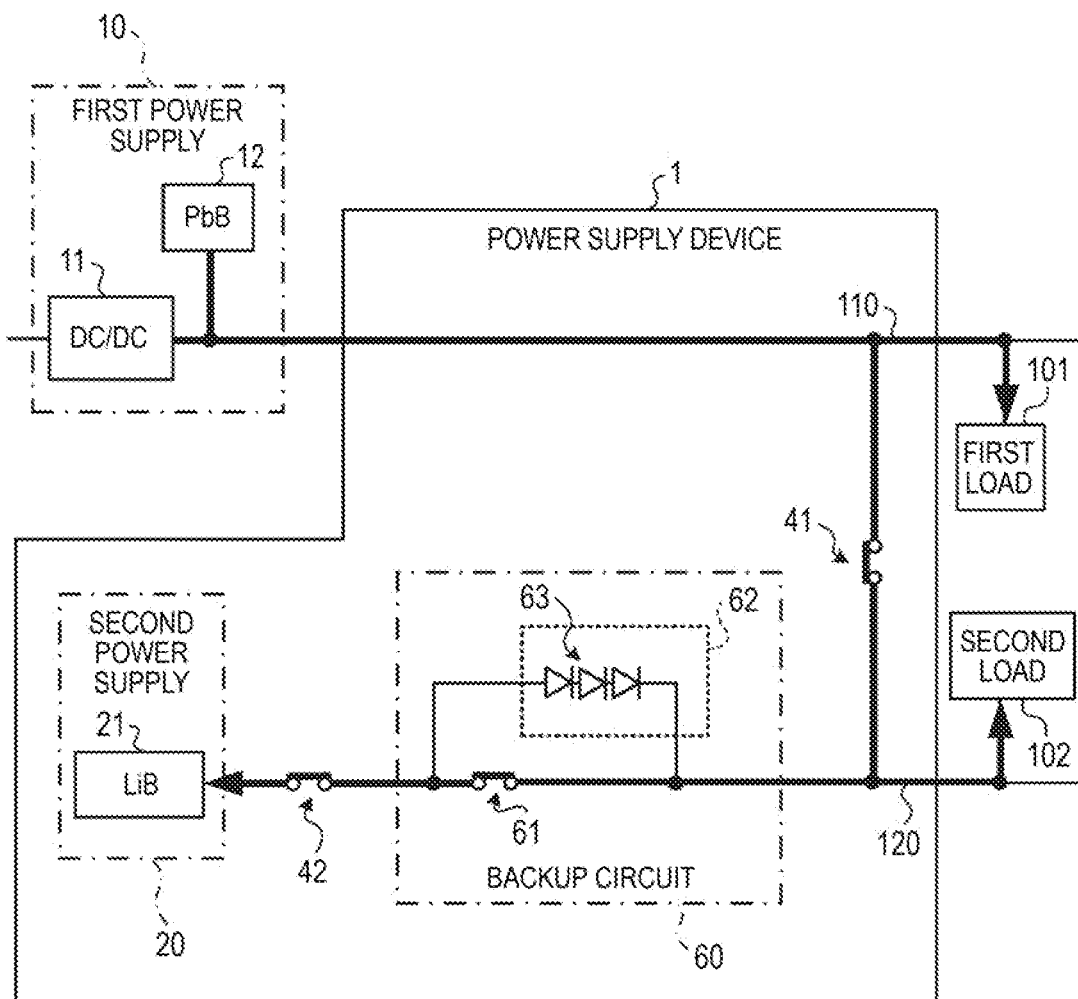 10
FIRST POWER
SUPPLY
12
PbB
1
POWER SUPPLY DEVICE
11
DC/DC
110
101
FIRST
LOAD
41
63
62
SECOND
POWER
SUPPLY
SECOND
LOAD
21
LiB
102
42
61
120
BACKUP CIRCUIT
20
60